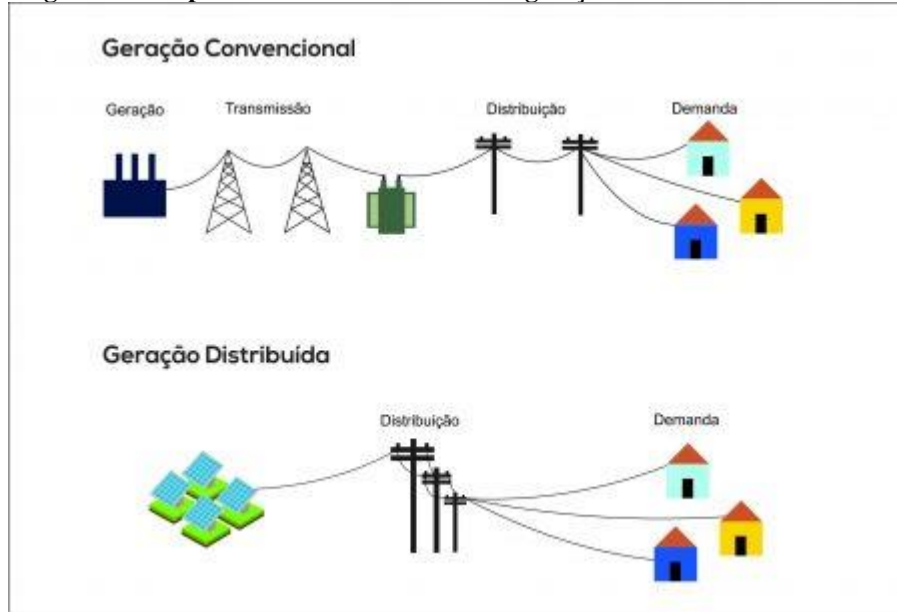 Geração Convencional
Geração Transmissão Distribuição Demanda
Geração Distribuída
Distribuição Demanda